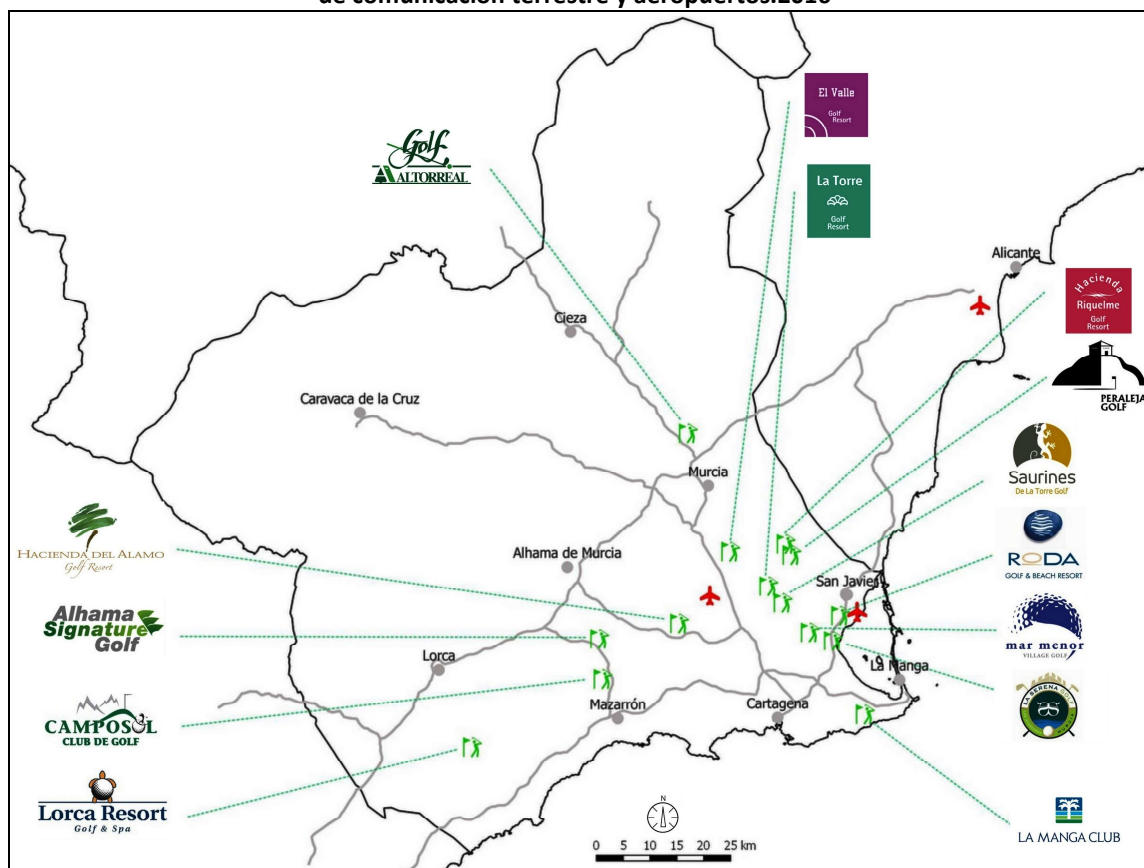 de comunicación terrestre y aeropuertos.2016
El Valle
Golf
Resort
Golf
ALTORREAL
La Torre
Golf
Resort
Alicante
Hacienda
Riquelme
Golf
Resort
Cieza
PERALEJA
GOLF
Caravaca de la Cruz
Saurines
De La Torre Golf
Murcia
HACIENDA DEL ALAMO
Golf Resort
Alhama de Murcia
RODA
GOLF & BEACH RESORT
San Javier
Alhama
Signature
Golf
mar menor
VILLAGE GOLF
Lorca
La Manga
CAMPOSOL
CLUB DE GOLF
Mazarrón
Cartagena
LA SERENA GOLF
Lorca Resort
Golf & Spa
LA MANGA CLUB
0 5 10 15 20 25 km